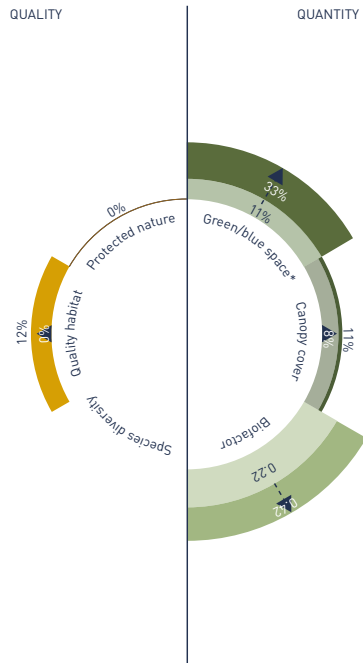 QUALITY
QUANTITY
0%
Protected nature
33%
11%
Green/blue space*
12%
0%
Quality habitat
Canopy cover
8%
11%
Species diversity
Biofactor
0.22
0.42